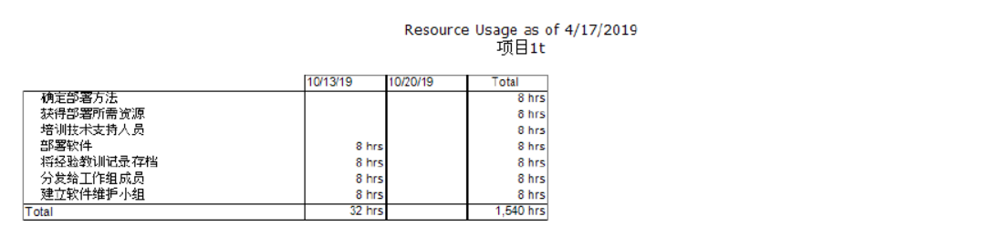 Resource Usage as of 4/17/2019
项目1t
10/13/19 10/20/19 Total
确定部署方法 8 hrs
获得部署所需资源 8 hrs
培训技术支持人员 8 hrs
部署软件 8 hrs 8 hrs
将经验教训记录存档 8 hrs 8 hrs
分发给工作组成员 8 hrs 8 hrs
建立软件维护小组 8 hrs 8 hrs
Total 32 hrs 1,540 hrs